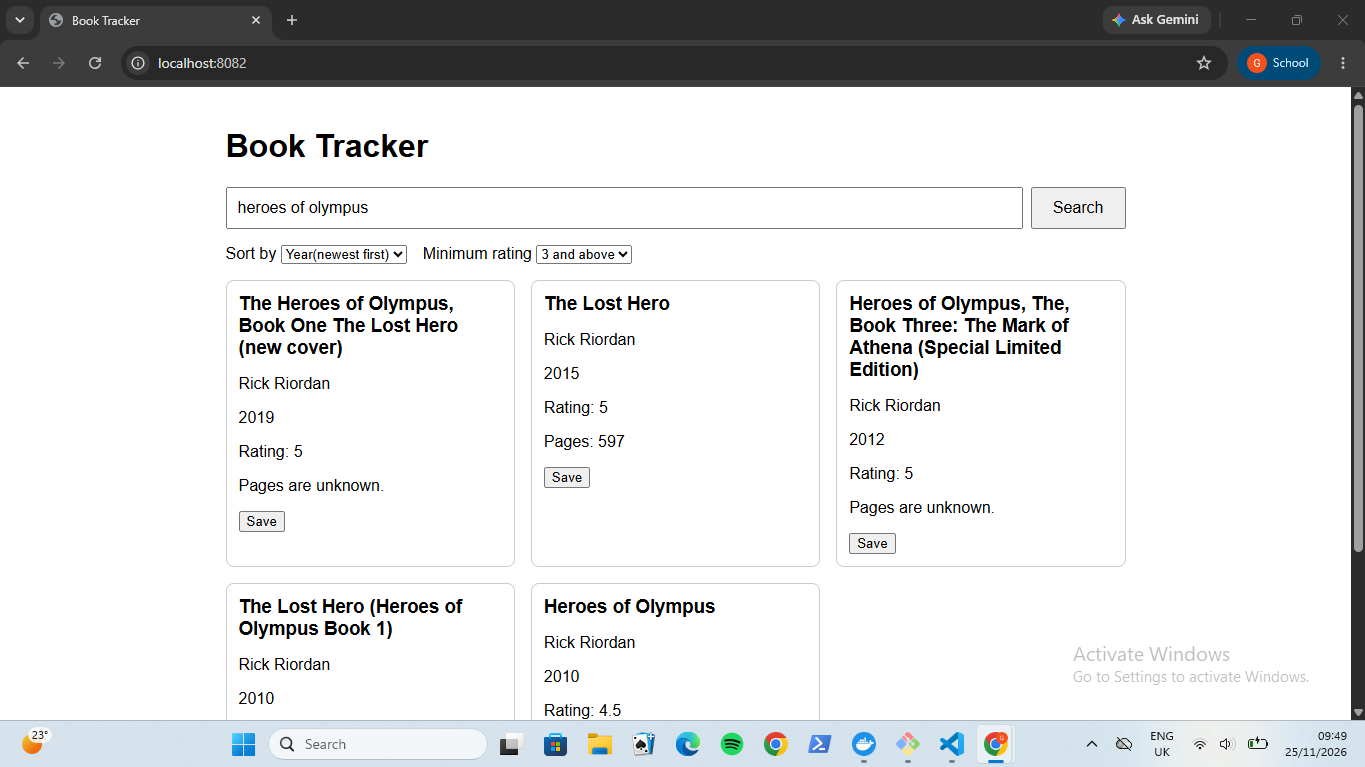 Book Tracker
Ask Gemini
localhost:8082
G School
Book Tracker
heroes of olympus Search
Sort by Year(newest first) Minimum rating 3 and above
The Heroes of Olympus,
Book One The Lost Hero
(new cover)
Rick Riordan
2019
Rating: 5
Pages are unknown.
Save
The Lost Hero
Rick Riordan
2015
Rating: 5
Pages: 597
Save
Heroes of Olympus, The,
Book Three: The Mark of
Athena (Special Limited
Edition)
Rick Riordan
2012
Rating: 5
Pages are unknown.
Save
The Lost Hero (Heroes of
Olympus Book 1)
Rick Riordan
2010
Heroes of Olympus
Rick Riordan
2010
Rating: 4.5
Activate Windows
Go to Settings to activate Windows.
23°
Search
ENG
UK
09:49
25/11/2026